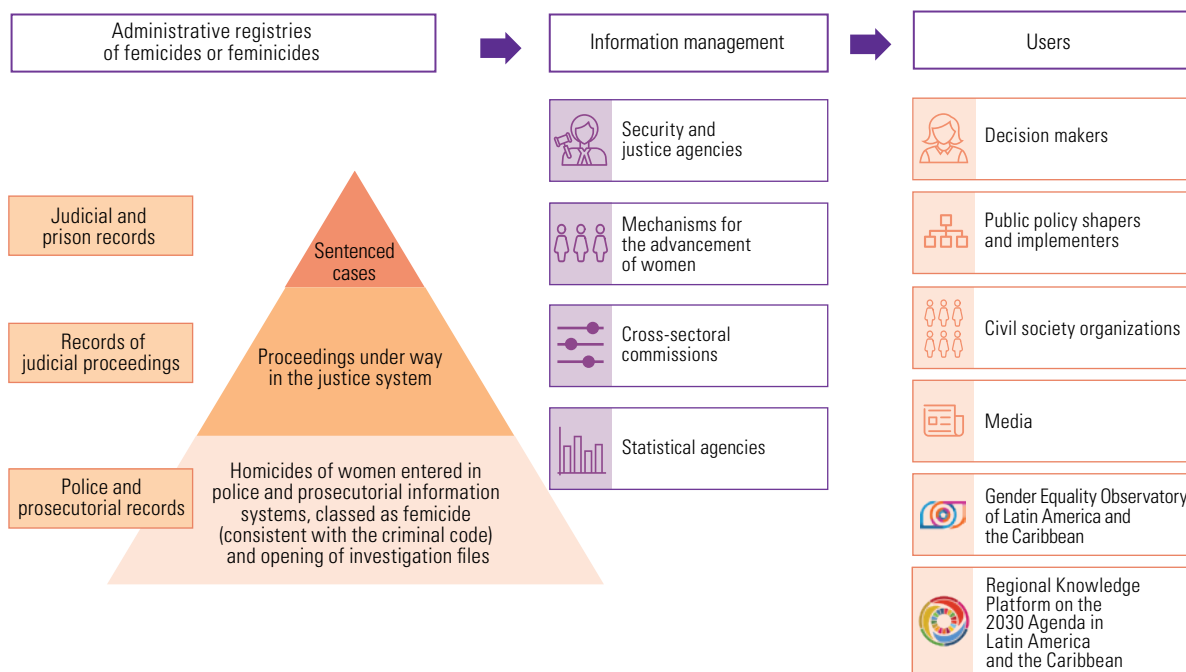 Administrative registries
of femicides or feminicides
Information management
Users
Judicial and
prison records
Records of
judicial proceedings
Police and
prosecutorial records
Sentenced
cases
Proceedings under way
in the justice system
Homicides of women entered in
police and prosecutorial information
systems, classed as femicide
(consistent with the criminal code)
and opening of investigation files
Security and
justice agencies
Mechanisms for
the advancement
of women
Cross-sectoral
commissions
Statistical agencies
Decision makers
Public policy shapers
and implementers
Civil society organizations
Media
Gender Equality Observatory
of Latin America and
the Caribbean
Regional Knowledge
Platform on the
2030 Agenda in
Latin America
and the Caribbean